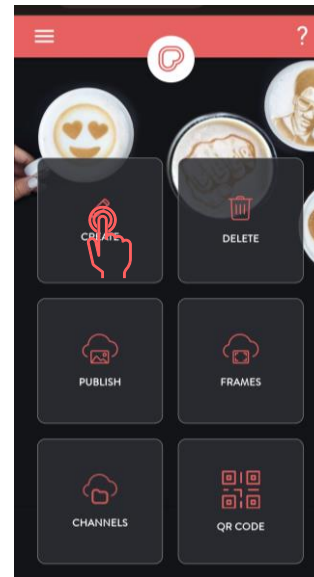 ?
CREATE
DELETE
PUBLISH
FRAMES
CHANNELS
QR CODE